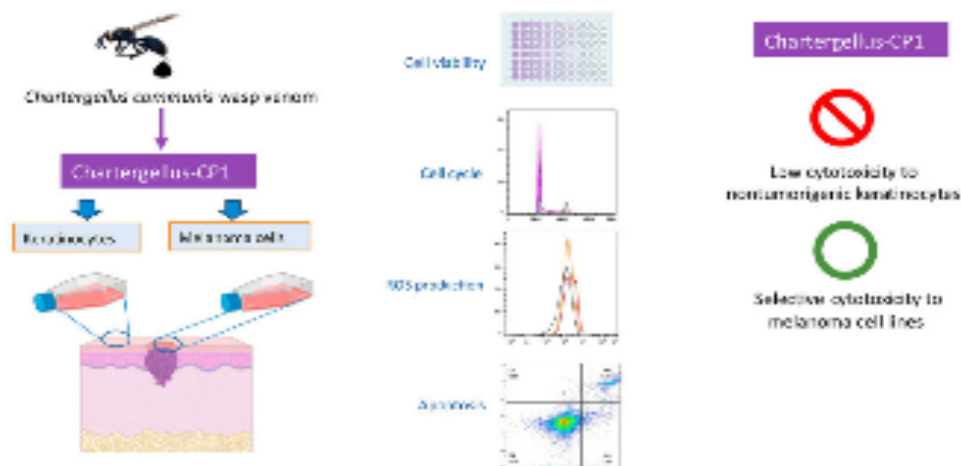 Chartergellus communis wasp venom
Chartergellus-CP1
Keratinocytes
Melanoma cells
Cell viability
Cell cycle
ROS production
Apoptosis
Chartergellus-CP1
Low cytotoxicity to
nontumorigenic keratinocytes
Selective cytotoxicity to
melanoma cell lines